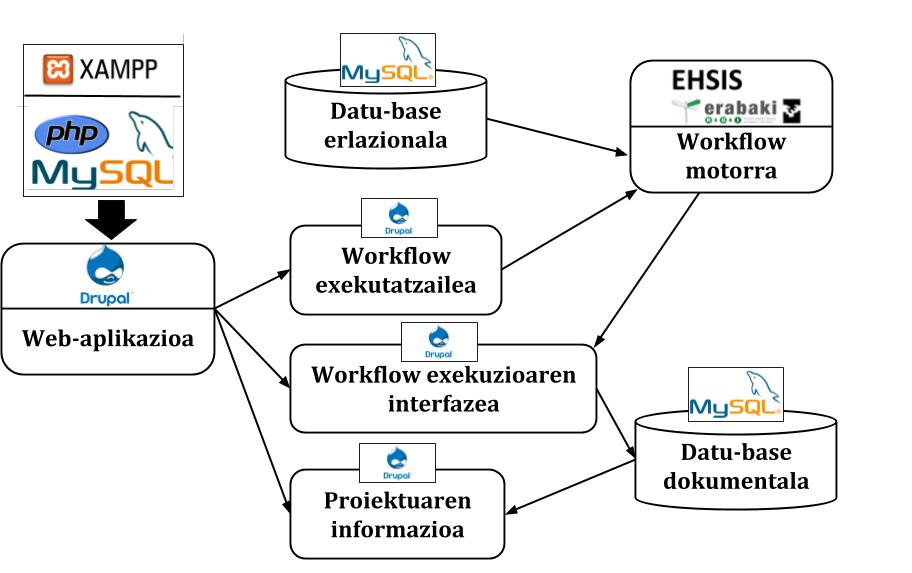 XAMPP
php
MySQL
Drupal
Web-aplikazioa
MySQL
Datu-base
erlazionala
EHSIS
erabaki
Workflow
motorra
Drupal
Workflow
exekutatzailea
Drupal
Workflow exekuzioaren
interfazea
MySQL
Datu-base
dokumentala
Drupal
Proiektuaren
informazioa